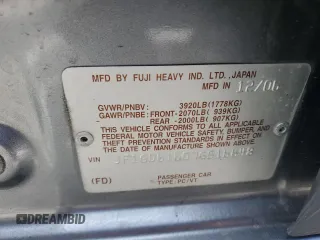 MFD BY FUJI HEAVY IND. LTD.,JAPAN
MFD IN 12/06
GVWR/PNBV : 3920LB(1778KG)
GAWR/PNBE:FRONT-2070LB( 939KG)
REAR -2000LB( 907KG)
THIS VEHICLE CONFORMS TO ALL APPLICABLE
FEDERAL MOTOR VEHICLE SAFETY, BUMPER, AND
THEFT PREVENTION STANDARDS IN EFFECT
ON THE DATE OF MANUFACTURE SHOWN ABOVE.
VIN
(FD)
PASSENGER CAR
TYPE:PC/VT
AUTOBIDMASTER